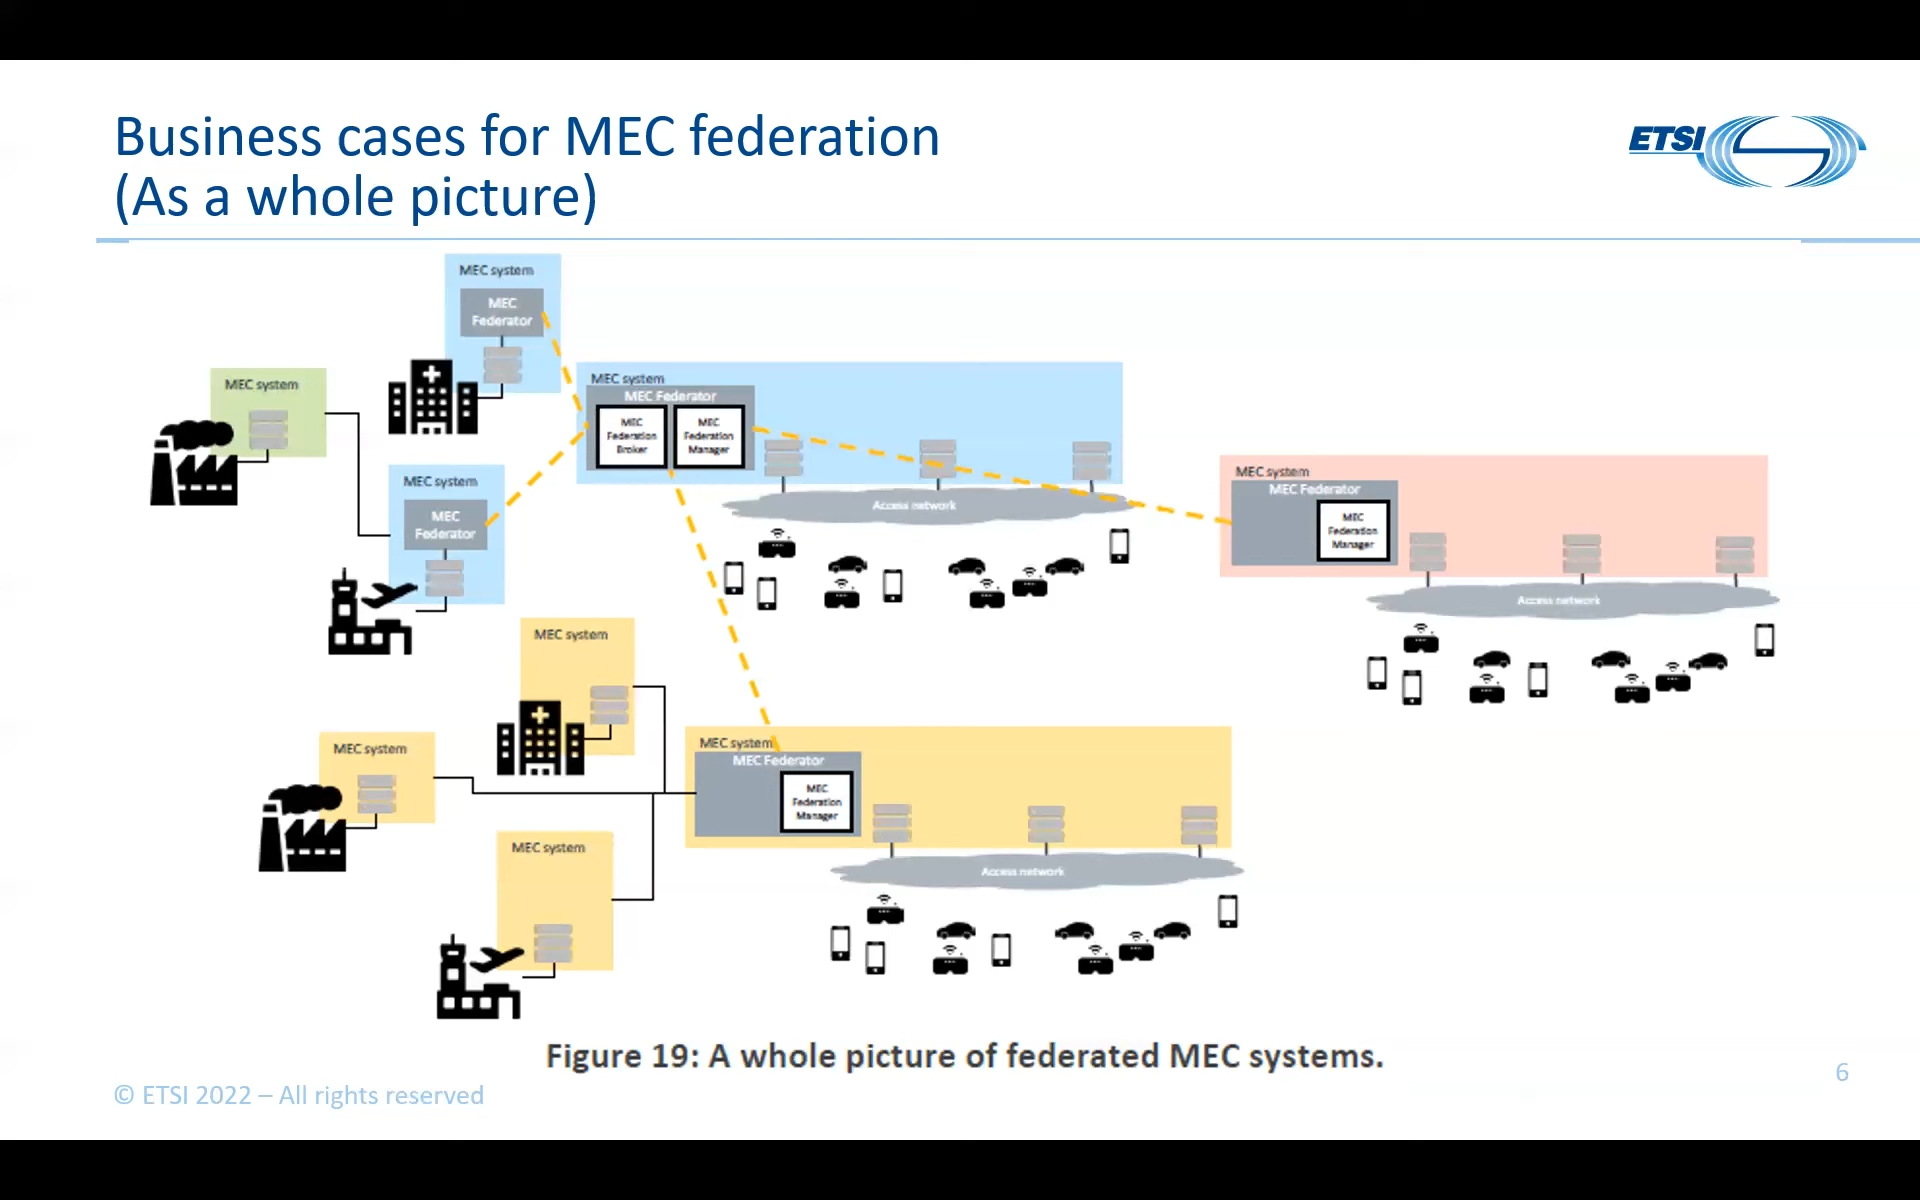 Business cases for MEC federation
(As a whole picture)
ETSI
MEC system
MEC
Federator
MEC system
MEC system
MEC Federator
MEC
Federation
Broker
MEC
Federation
Manager
Access network
MEC system
MEC
Federator
MEC system
MEC Federator
MEC
Federation
Manager
Access network
MEC system
MEC system
MEC system
MEC Federator
MEC
Federation
Manager
Access network
MEC system
Figure 19: A whole picture of federated MEC systems.
© ETSI 2022 – All rights reserved
6